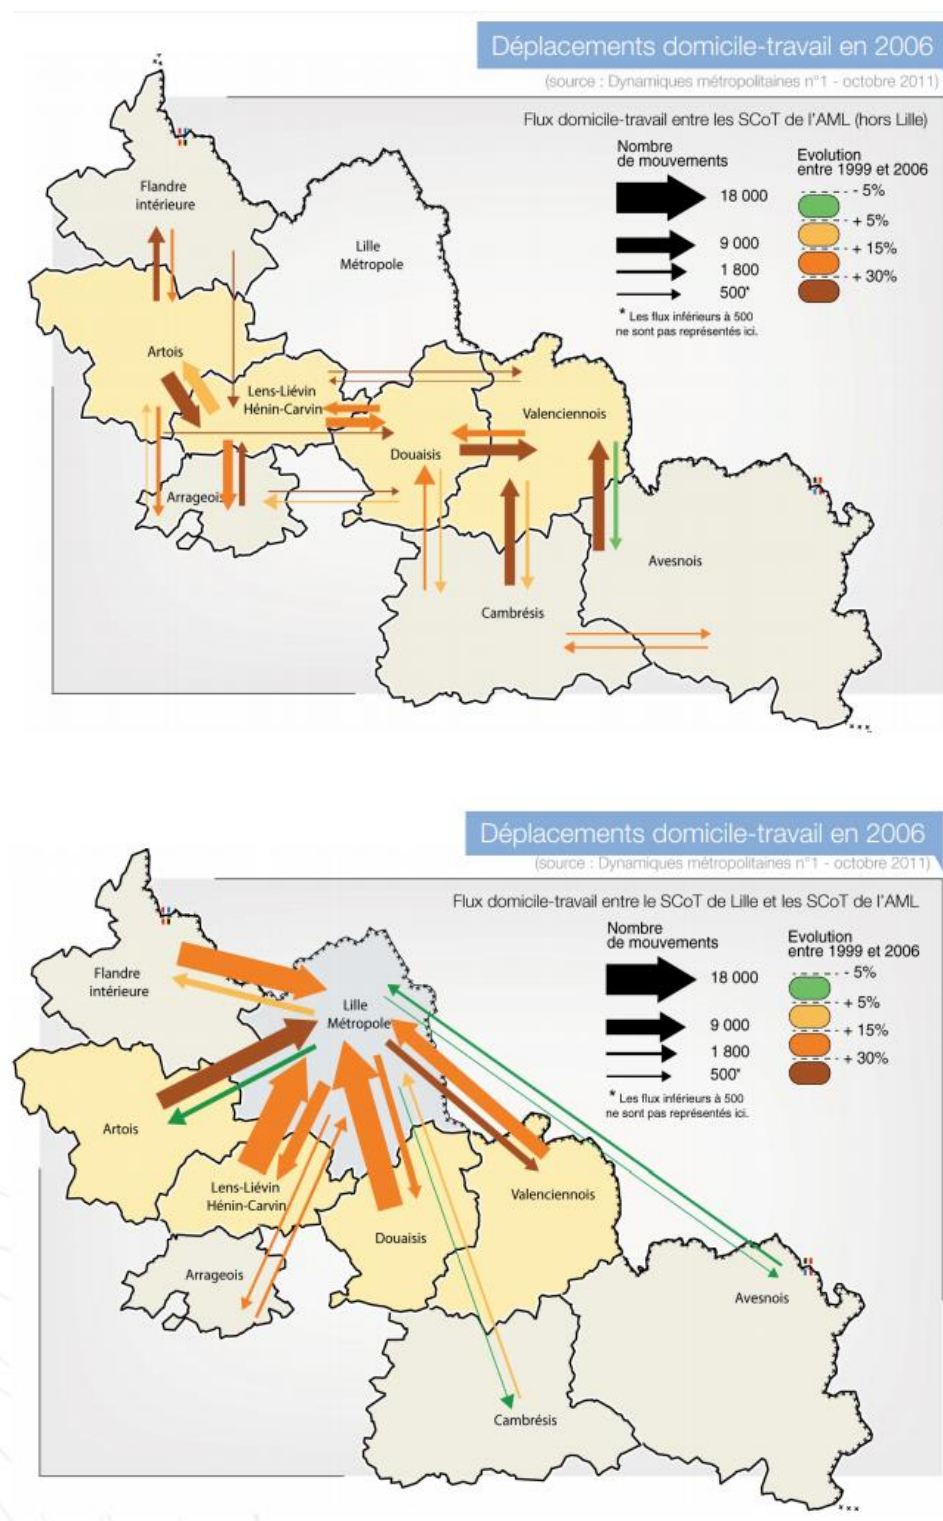 Déplacements domicile-travail en 2006
(source : Dynamiques métropolitaines n°1 - octobre 2011)
Flux domicile-travail entre les SCoT de l'AML (hors Lille)
Nombre
de mouvements
18 000
9 000
1 800
500*
* Les flux inférieurs à 500
ne sont pas représentés ici.
Evolution
entre 1999 et 2006
- 5%
+ 5%
+ 15%
+ 30%
Flandre
intérieure
Lille
Métropole
Artois
Lens-Liévin
Hénin-Carvin
Valenciennois
Douaisis
Arrageois
Avesnois
Cambrésis
Déplacements domicile-travail en 2006
(source : Dynamiques métropolitaines n°1 - octobre 2011)
Flux domicile-travail entre le SCoT de Lille et les SCoT de l'AML
Nombre
de mouvements
18 000
9 000
1 800
500*
* Les flux inférieurs à 500
ne sont pas représentés ici.
Evolution
entre 1999 et 2006
- 5%
+ 5%
+ 15%
+ 30%
Flandre
intérieure
Lille
Métropole
Artois
Lens-Liévin
Hénin-Carvin
Valenciennois
Douaisis
Arrageois
Avesnois
Cambrésis